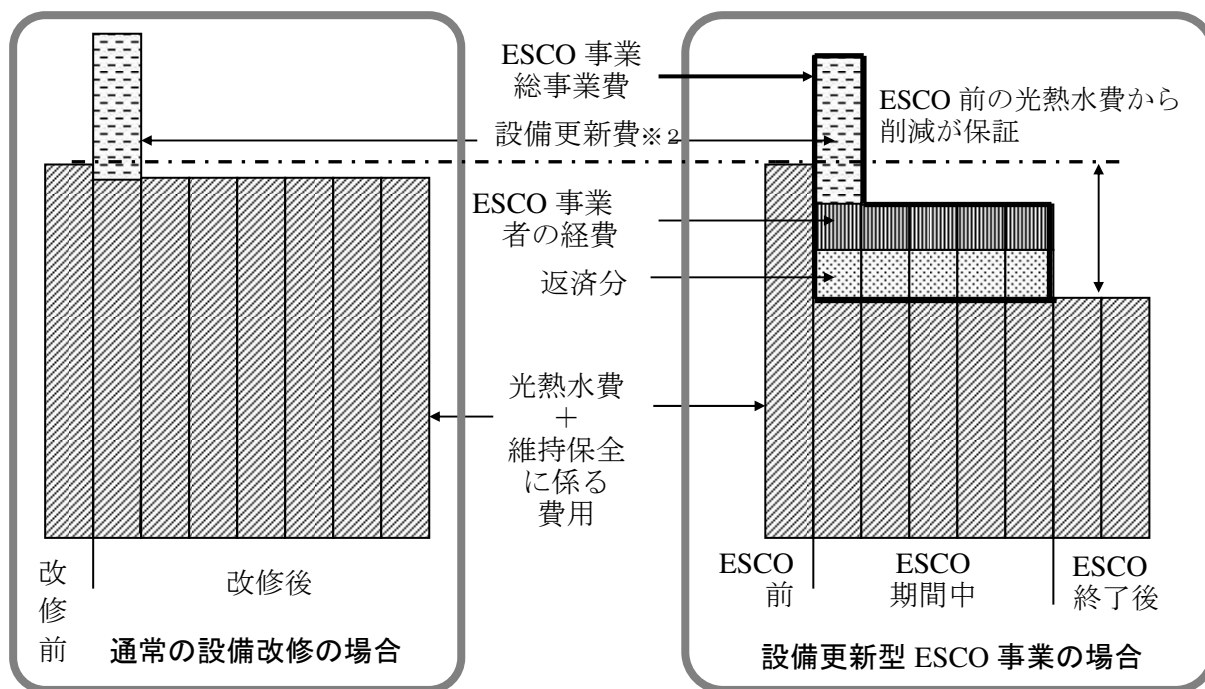 ESCO 事業
総事業費
設備更新費※2
ESCO 事業
者の経費
返済分
光熱水費
+
維持保全
に係る
費用
改
修
前
改修後
通常の設備改修の場合
ESCO 前の光熱水費から
削減が保証
ESCO
前
ESCO
期間中
ESCO
終了後
設備更新型 ESCO 事業の場合